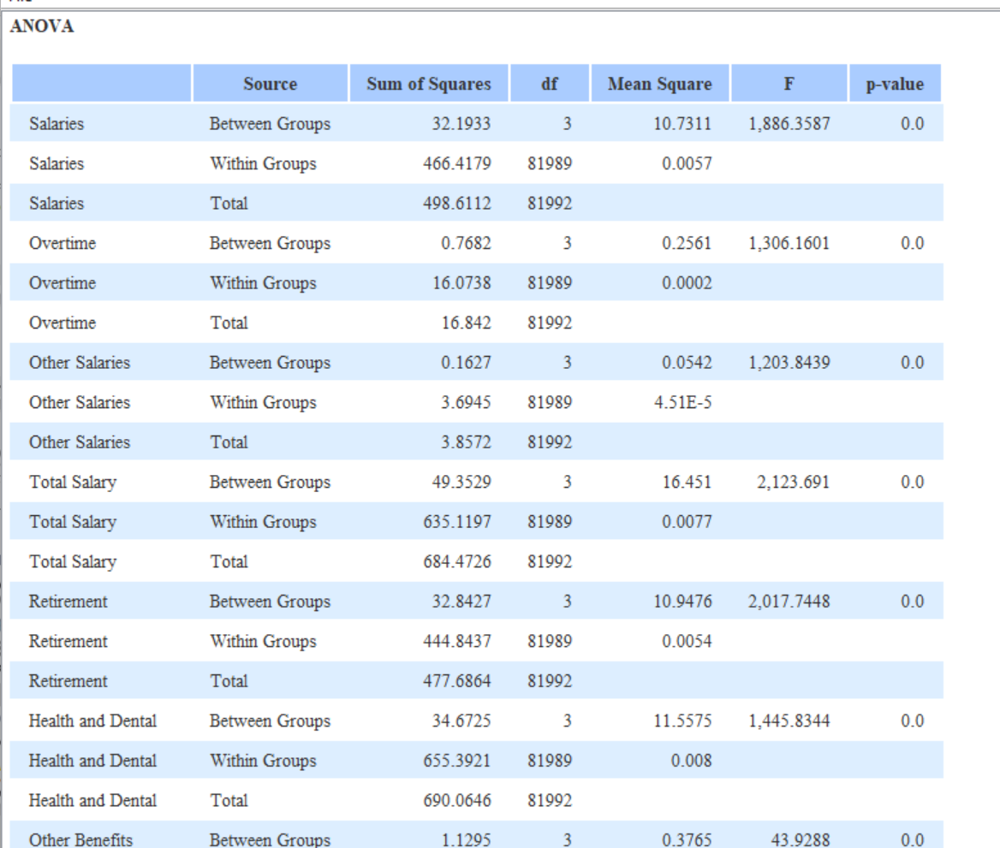 ANOVA
Source Sum of Squares df Mean Square F p-value
Salaries Between Groups 32.1933 3 10.7311 1,886.3587 0.0
Salaries Within Groups 466.4179 81989 0.0057
Salaries Total 498.6112 81992
Overtime Between Groups 0.7682 3 0.2561 1,306.1601 0.0
Overtime Within Groups 16.0738 81989 0.0002
Overtime Total 16.842 81992
Other Salaries Between Groups 0.1627 3 0.0542 1,203.8439 0.0
Other Salaries Within Groups 3.6945 81989 4.51E-5
Other Salaries Total 3.8572 81992
Total Salary Between Groups 49.3529 3 16.451 2,123.691 0.0
Total Salary Within Groups 635.1197 81989 0.0077
Total Salary Total 684.4726 81992
Retirement Between Groups 32.8427 3 10.9476 2,017.7448 0.0
Retirement Within Groups 444.8437 81989 0.0054
Retirement Total 477.6864 81992
Health and Dental Between Groups 34.6725 3 11.5575 1,445.8344 0.0
Health and Dental Within Groups 655.3921 81989 0.008
Health and Dental Total 690.0646 81992
Other Benefits Between Groups 1.1295 3 0.3765 43.9288 0.0